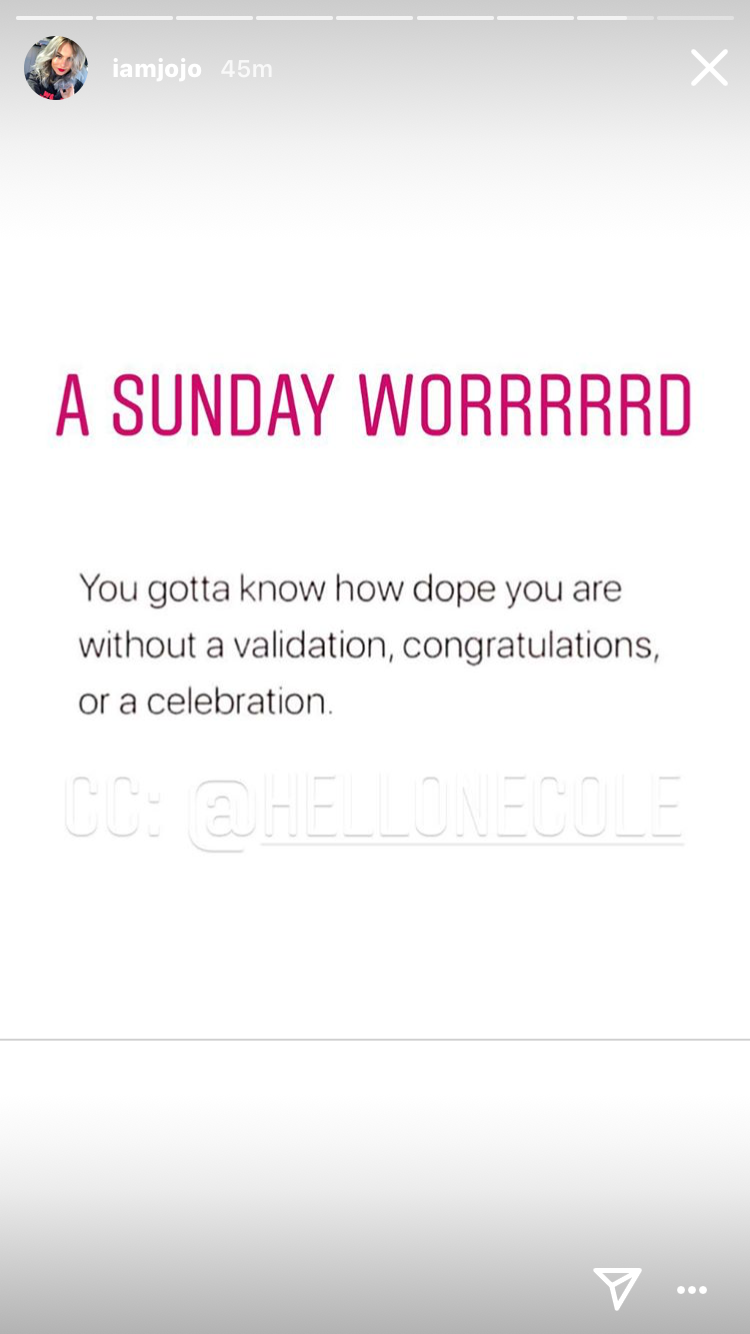 iamjojo 45m
A SUNDAY WORRRRRD
You gotta know how dope you are
without a validation, congratulations,
or a celebration.
CC: @HELLONECOLE